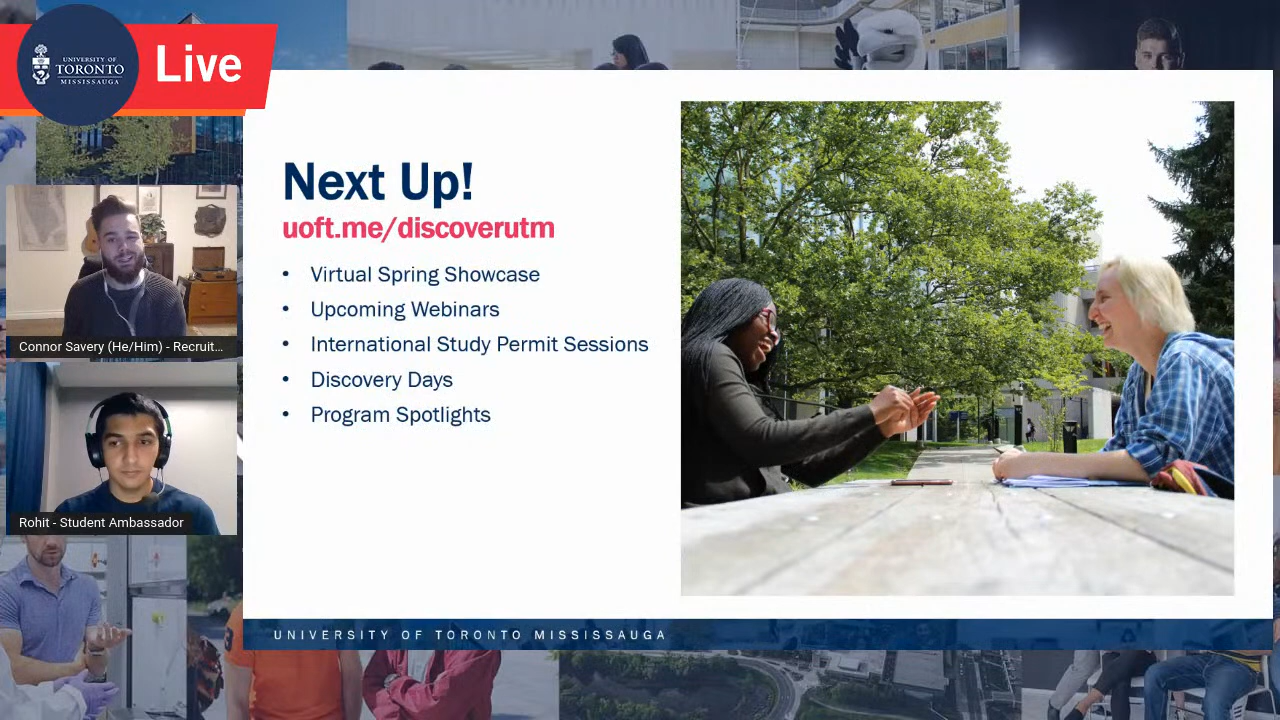 UNIVERSITY OF
TORONTO
MISSISSAUGA
Live
Connor Savery (He/Him) - Recruit...
Rohit - Student Ambassador
Next Up!
uoft.me/discoverutm
• Virtual Spring Showcase
• Upcoming Webinars
• International Study Permit Sessions
• Discovery Days
• Program Spotlights
UNIVERSITY OF TORONTO MISSISSAUGA